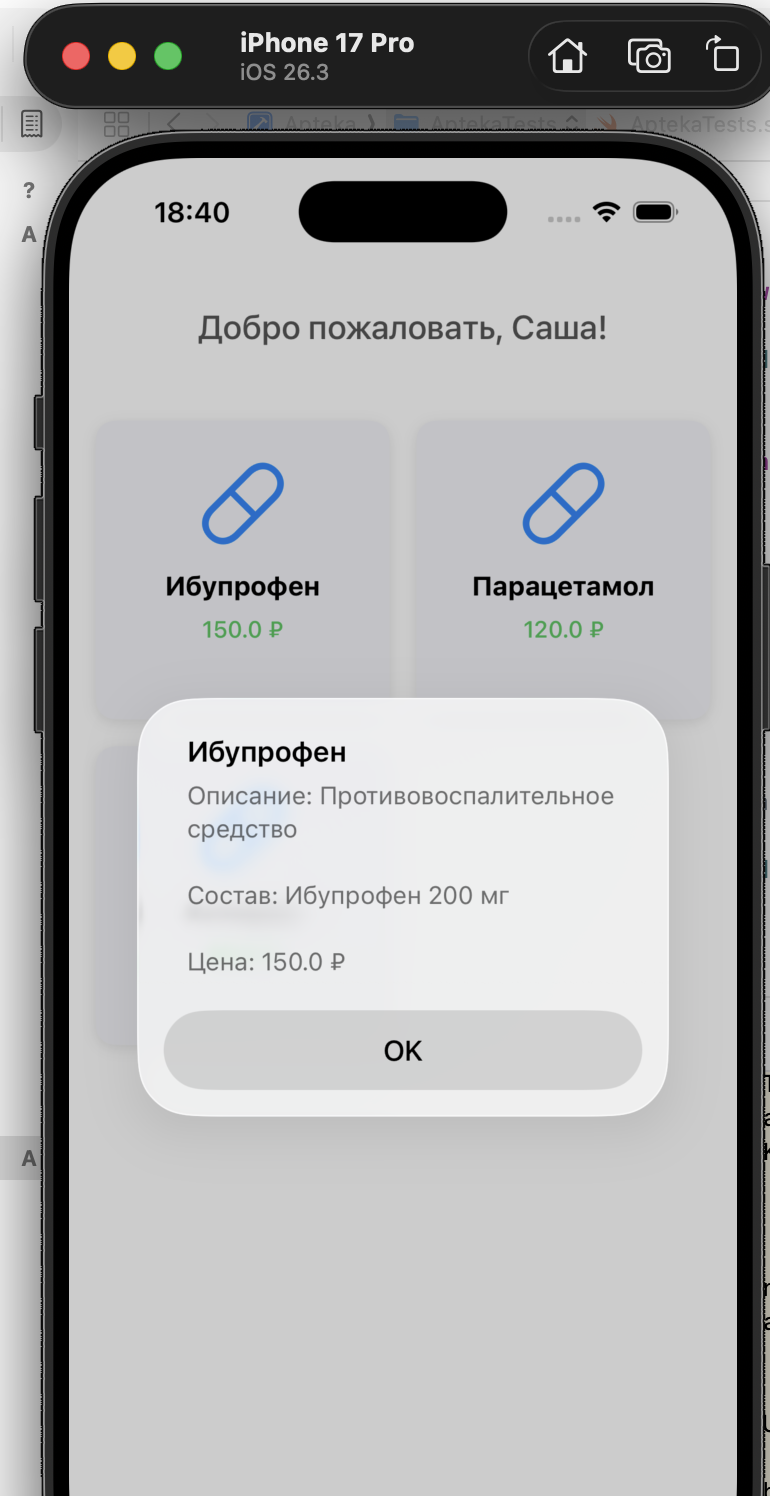 iPhone 17 Pro
iOS 26.3
Apteka
AptekaTests
AptekaTests.s
?
A
18:40
Добро пожаловать, Саша!
Ибупрофен
150.0 ₽
Парацетамол
120.0 ₽
Ибупрофен
Описание: Противовоспалительное
средство
Состав: Ибупрофен 200 мг
Цена: 150.0 ₽
OK
A